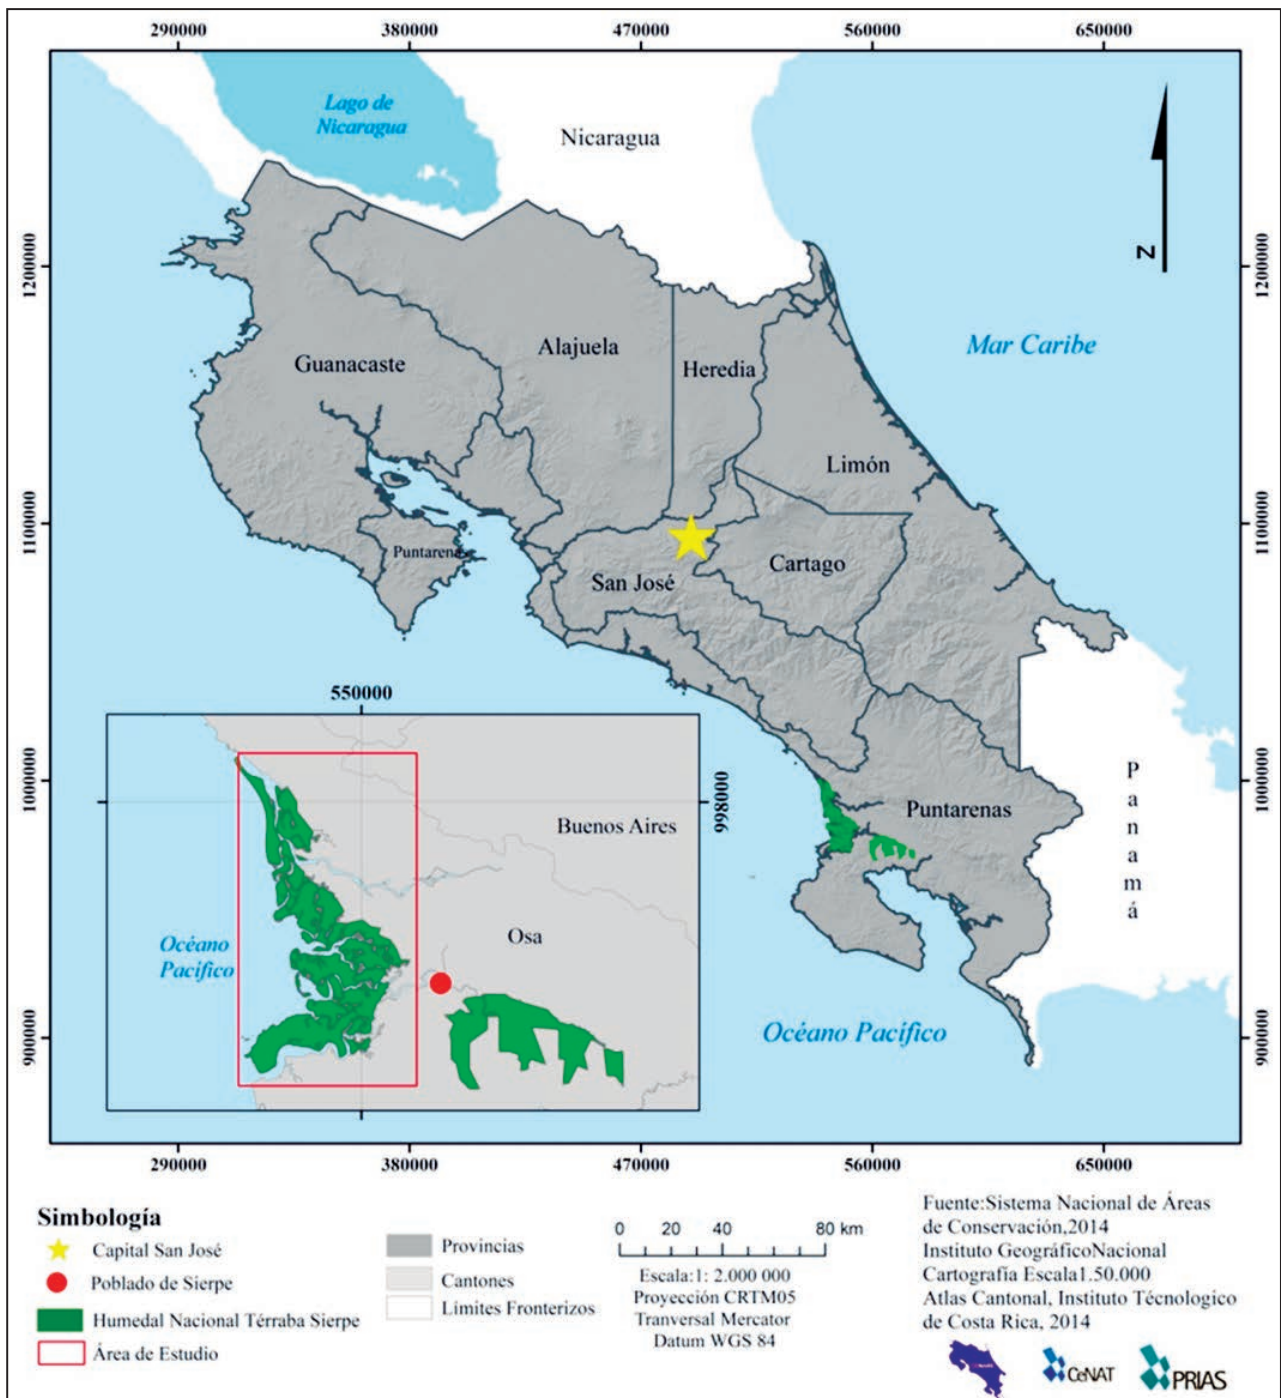 290000
380000
470000
560000
650000
Lago de
Nicaragua
Nicaragua
N
1200000
1200000
Mar Caribe
Alajuela
Guanacaste
Heredia
Limón
1100000
1100000
Puntarenas
Cartago
San José
550000
1000000
1000000
Panamá
998000
Puntarenas
Buenos Aires
Osa
Océano
Pacífico
900000
900000
Océano Pacífico
290000
380000
470000
560000
650000
Simbología
Capital San José
Poblado de Sierpe
Humedal Nacional Térraba Sierpe
Área de Estudio
Provincias
Cantones
Límites Fronterizos
0 20 40 80 km
Escala:1: 2.000 000
Proyección CRTM05
Tranversal Mercator
Datum WGS 84
Fuente:Sistema Nacional de Áreas
de Conservación,2014
Instituto GeográficoNacional
Cartografía Escala1.50.000
Atlas Cantonal, Instituto Técnologico
de Costa Rica, 2014
CeNAT
PRIAS